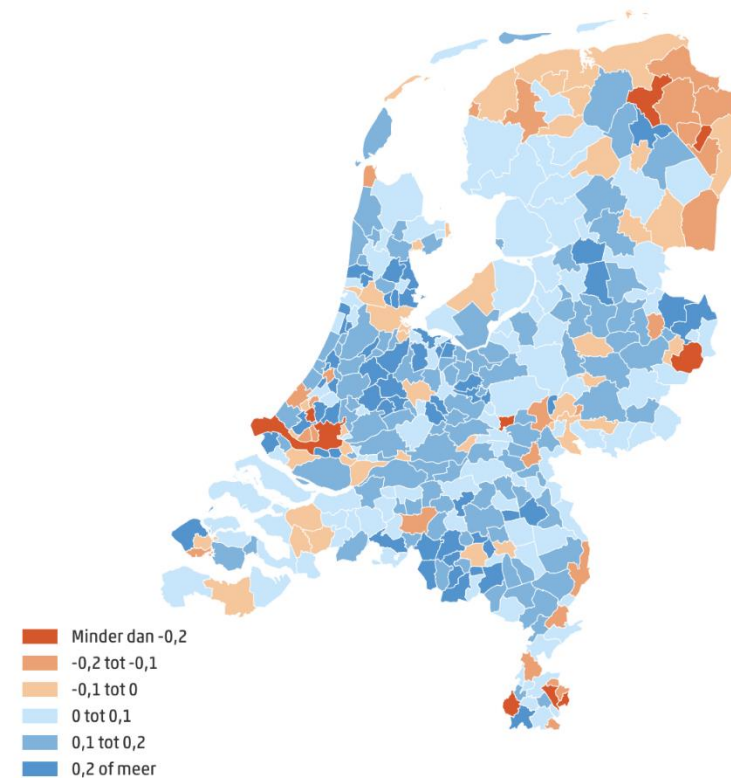 Minder dan -0,2
-0,2 tot -0,1
-0,1 tot 0
0 tot 0,1
0,1 tot 0,2
0,2 of meer